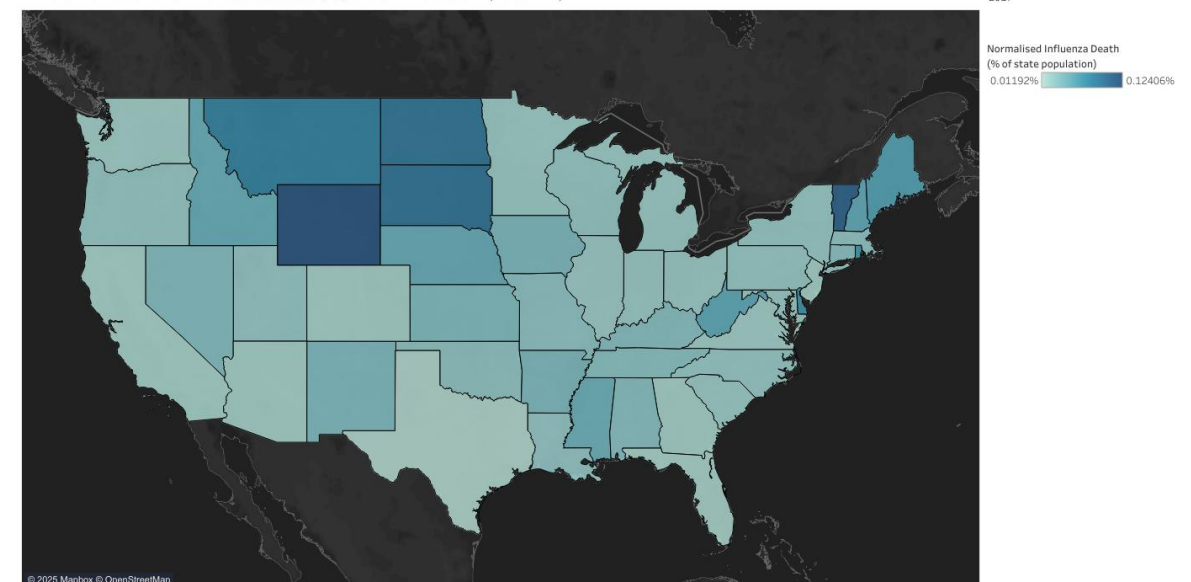 Normalised Influenza Death
(% of state population)
0.01192% 0.12406%
© 2025 Mapbox © OpenStreetMap